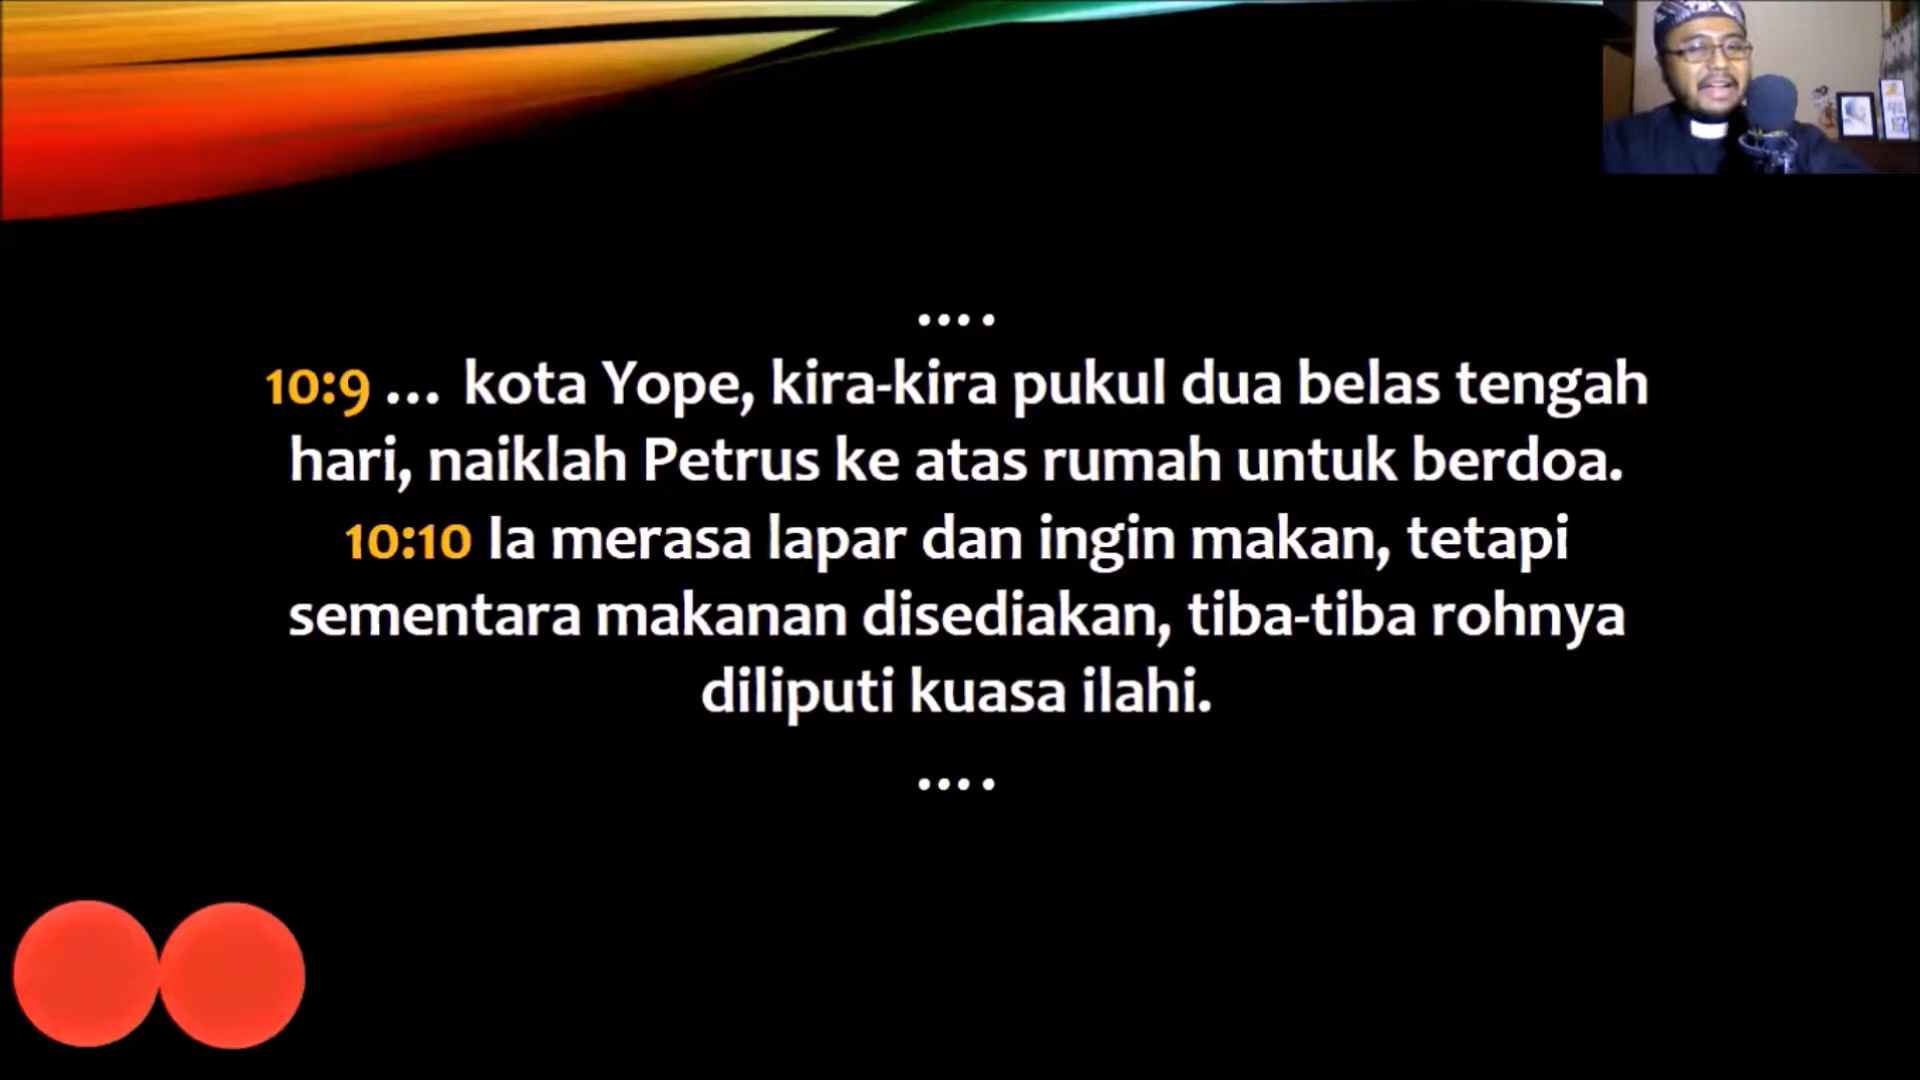 ....
10:9 ... kota Yope, kira-kira pukul dua belas tengah
hari, naiklah Petrus ke atas rumah untuk berdoa.
10:10 Ia merasa lapar dan ingin makan, tetapi
sementara makanan disediakan, tiba-tiba rohnya
diliputi kuasa ilahi.
....